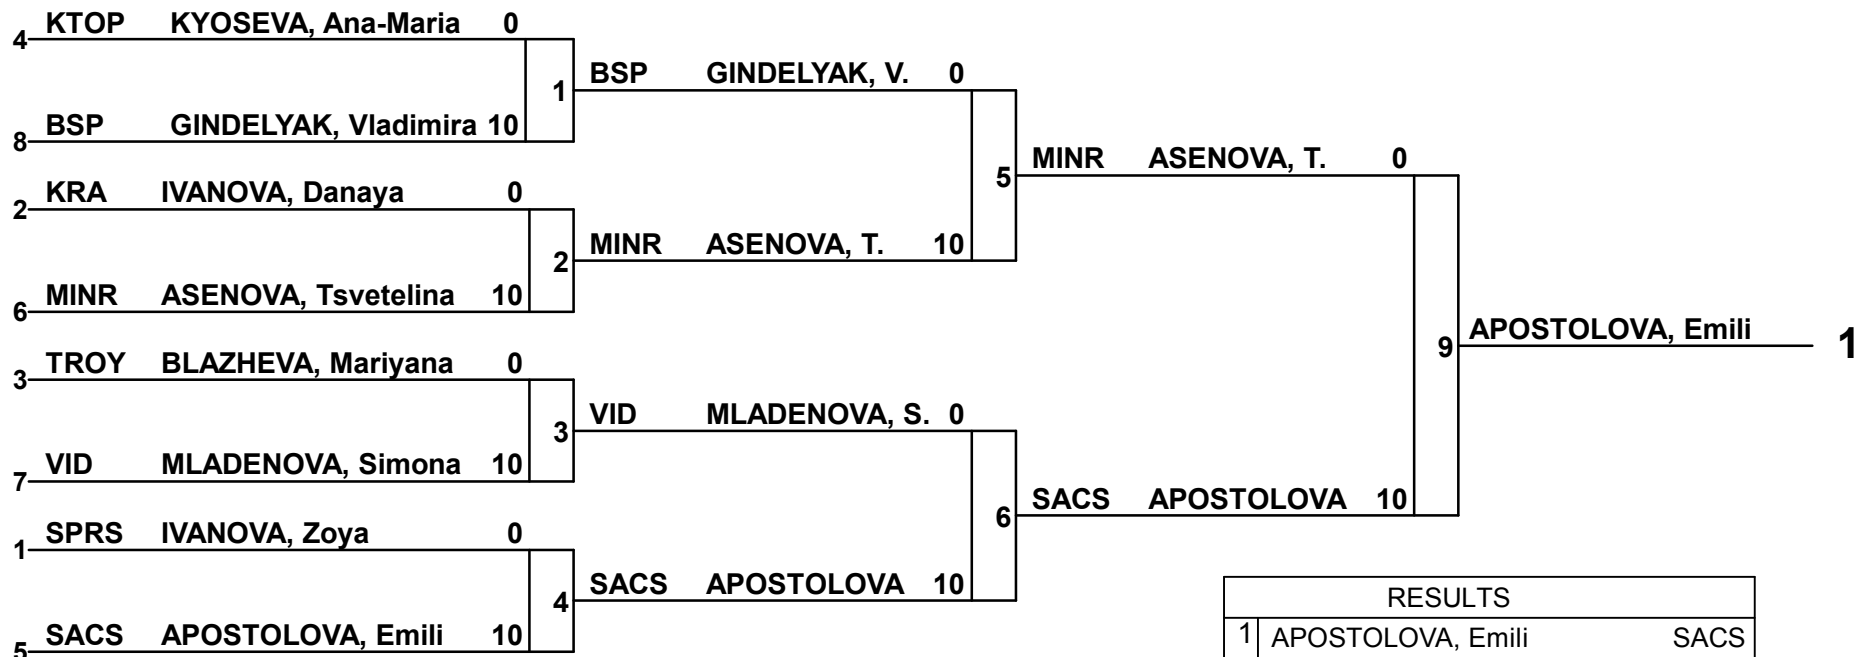 4 KTOP KYOSEVA, Ana-Maria 0
1 BSP GINDELYAK, V. 0
8 BSP GINDELYAK, Vladimira 10
5 MINR ASENOVA, T. 0
2 KRA IVANOVA, Danaya 0
2 MINR ASENOVA, T. 10
6 MINR ASENOVA, Tsvetelina 10
9 APOSTOLOVA, Emili 1
3 TROY BLAZHEVA, Mariyana 0
3 VID MLADENOVA, S. 0
7 VID MLADENOVA, Simona 10
6 SACS APOSTOLOVA 10
1 SPRS IVANOVA, Zoya 0
4 SACS APOSTOLOVA 10
5 SACS APOSTOLOVA, Emili 10
RESULTS
1 APOSTOLOVA, Emili SACS